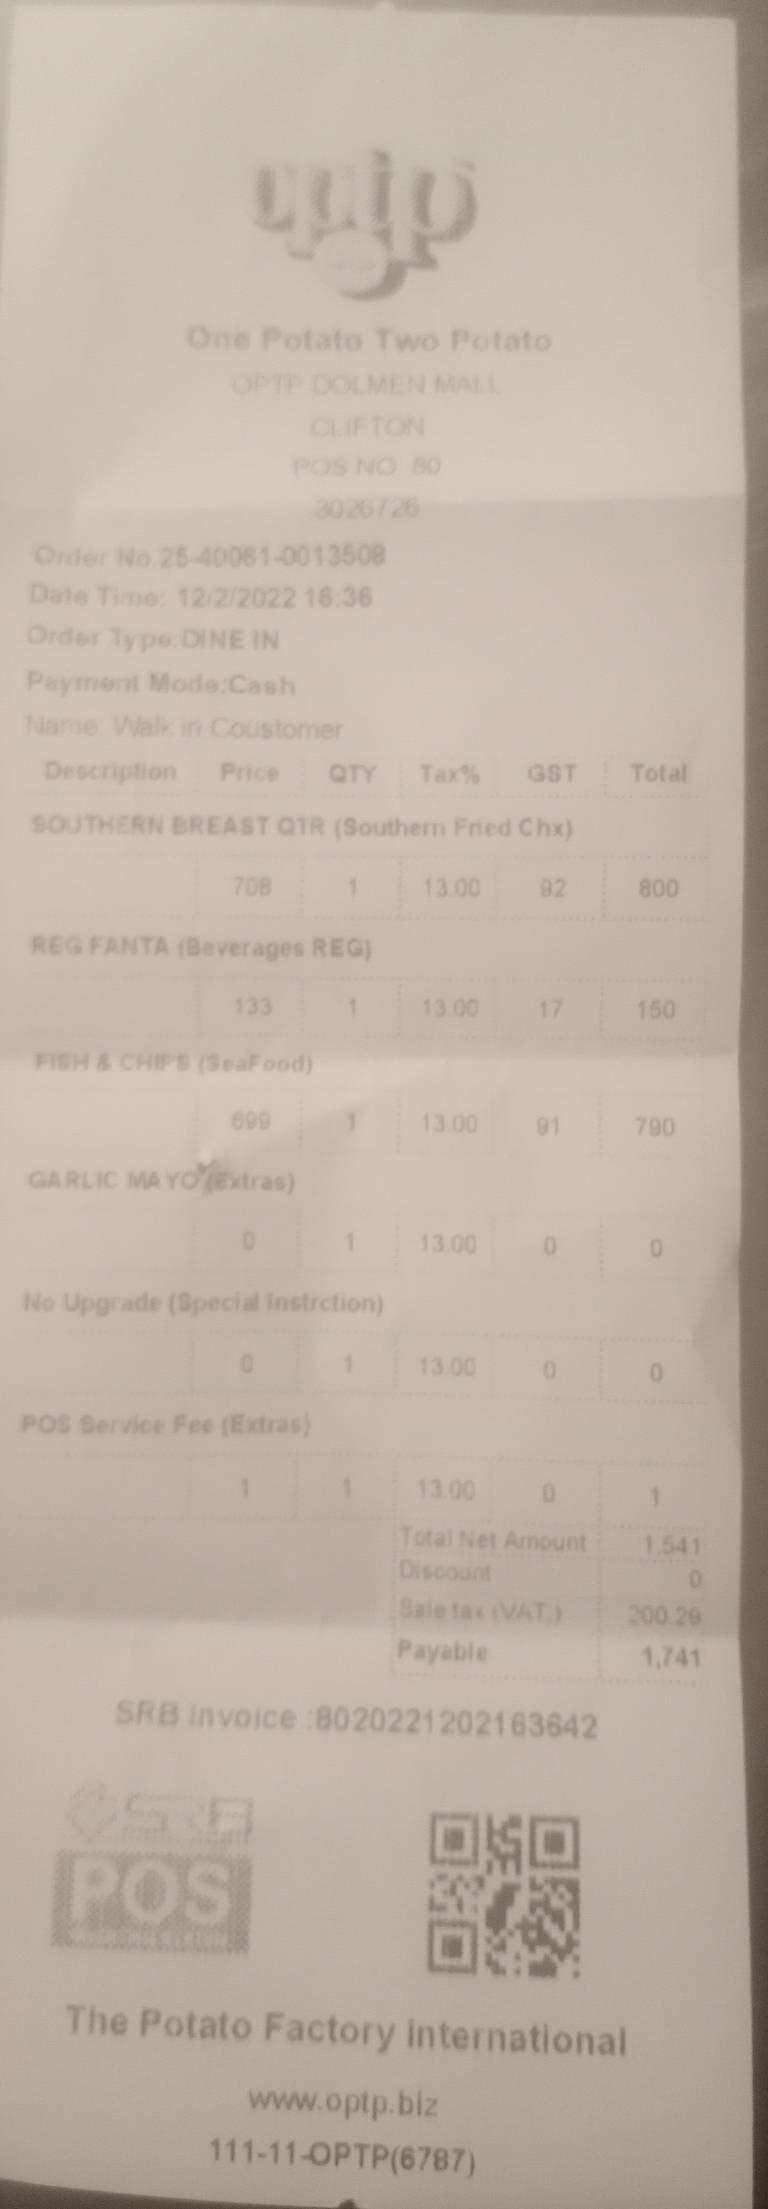 optp
One Potato Two Potato
OPTP DOLMEN MALL
CLIFTON
POS NO 80
3026726
Order No.25-40061-0013508
Date Time: 12/2/2022 16:36
Order Type:DINE IN
Payment Mode:Cash
Name: Walk in Coustomer
Description Price QTY Tax% GST Total
SOUTHERN BREAST QTR (Southern Fried Chx)
708 1 13.00 92 800
REG FANTA (Beverages REG)
133 1 13.00 17 150
FISH & CHIPS (SeaFood)
699 1 13.00 91 790
GARLIC MAYO (Extras)
0 1 13.00 0 0
No Upgrade (Special Instrction)
0 1 13.00 0 0
POS Service Fee (Extras)
1 1 13.00 0 1
Total Net Amount 1,541
Discount 0
Sale tax (VAT.) 200.29
Payable 1,741
SRB invoice :8020221202163642
SRB
POS
The Potato Factory international
www.optp.biz
111-11-OPTP(6787)